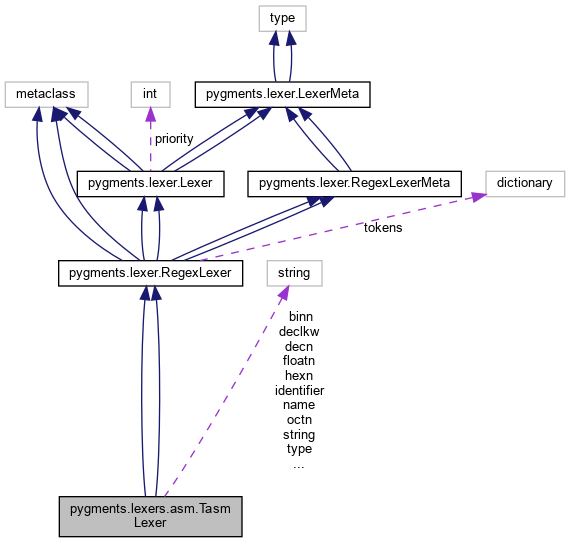 type
metaclass
int
pygments.lexer.LexerMeta
priority
pygments.lexer.Lexer
pygments.lexer.RegexLexerMeta
dictionary
tokens
pygments.lexer.RegexLexer
string
binn
declkw
decn
floatn
hexn
identifier
name
octn
string
type
...
pygments.lexers.asm.Tasm
Lexer